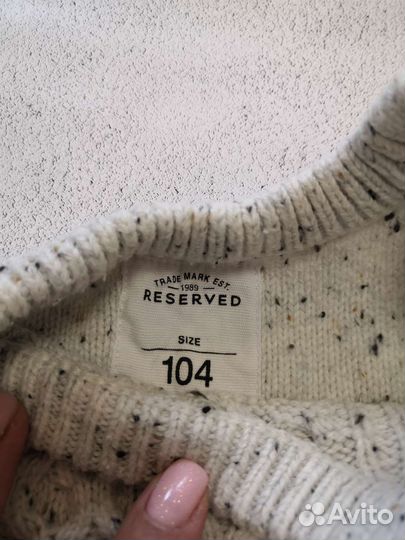 TRADE MARK EST.
1989
RESERVED
SIZE
104
Avito